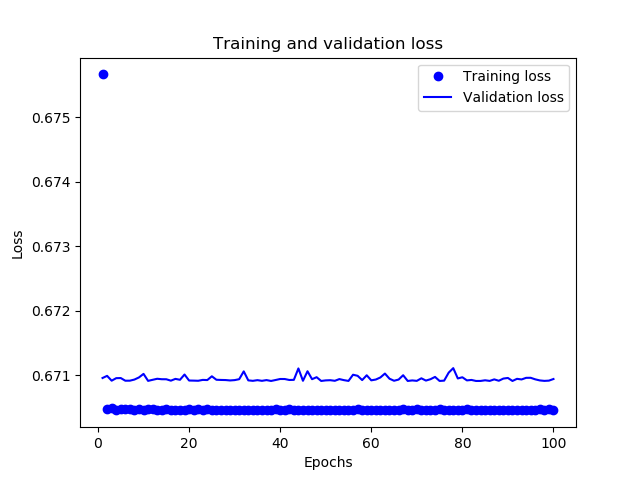 Training and validation loss
Training loss
Validation loss
0.675
0.674
0.673
0.672
0.671
Loss
0
20
40
60
80
100
Epochs